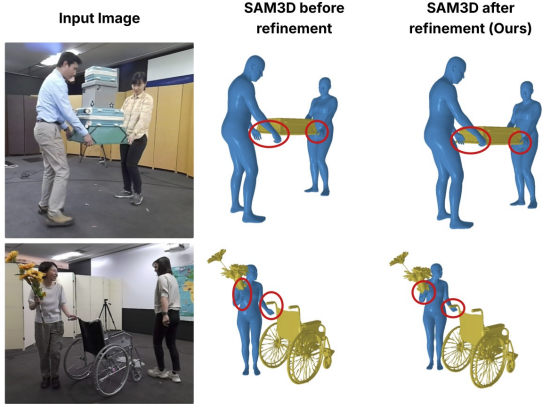 Input Image
SAM3D before
refinement
SAM3D after
refinement (Ours)